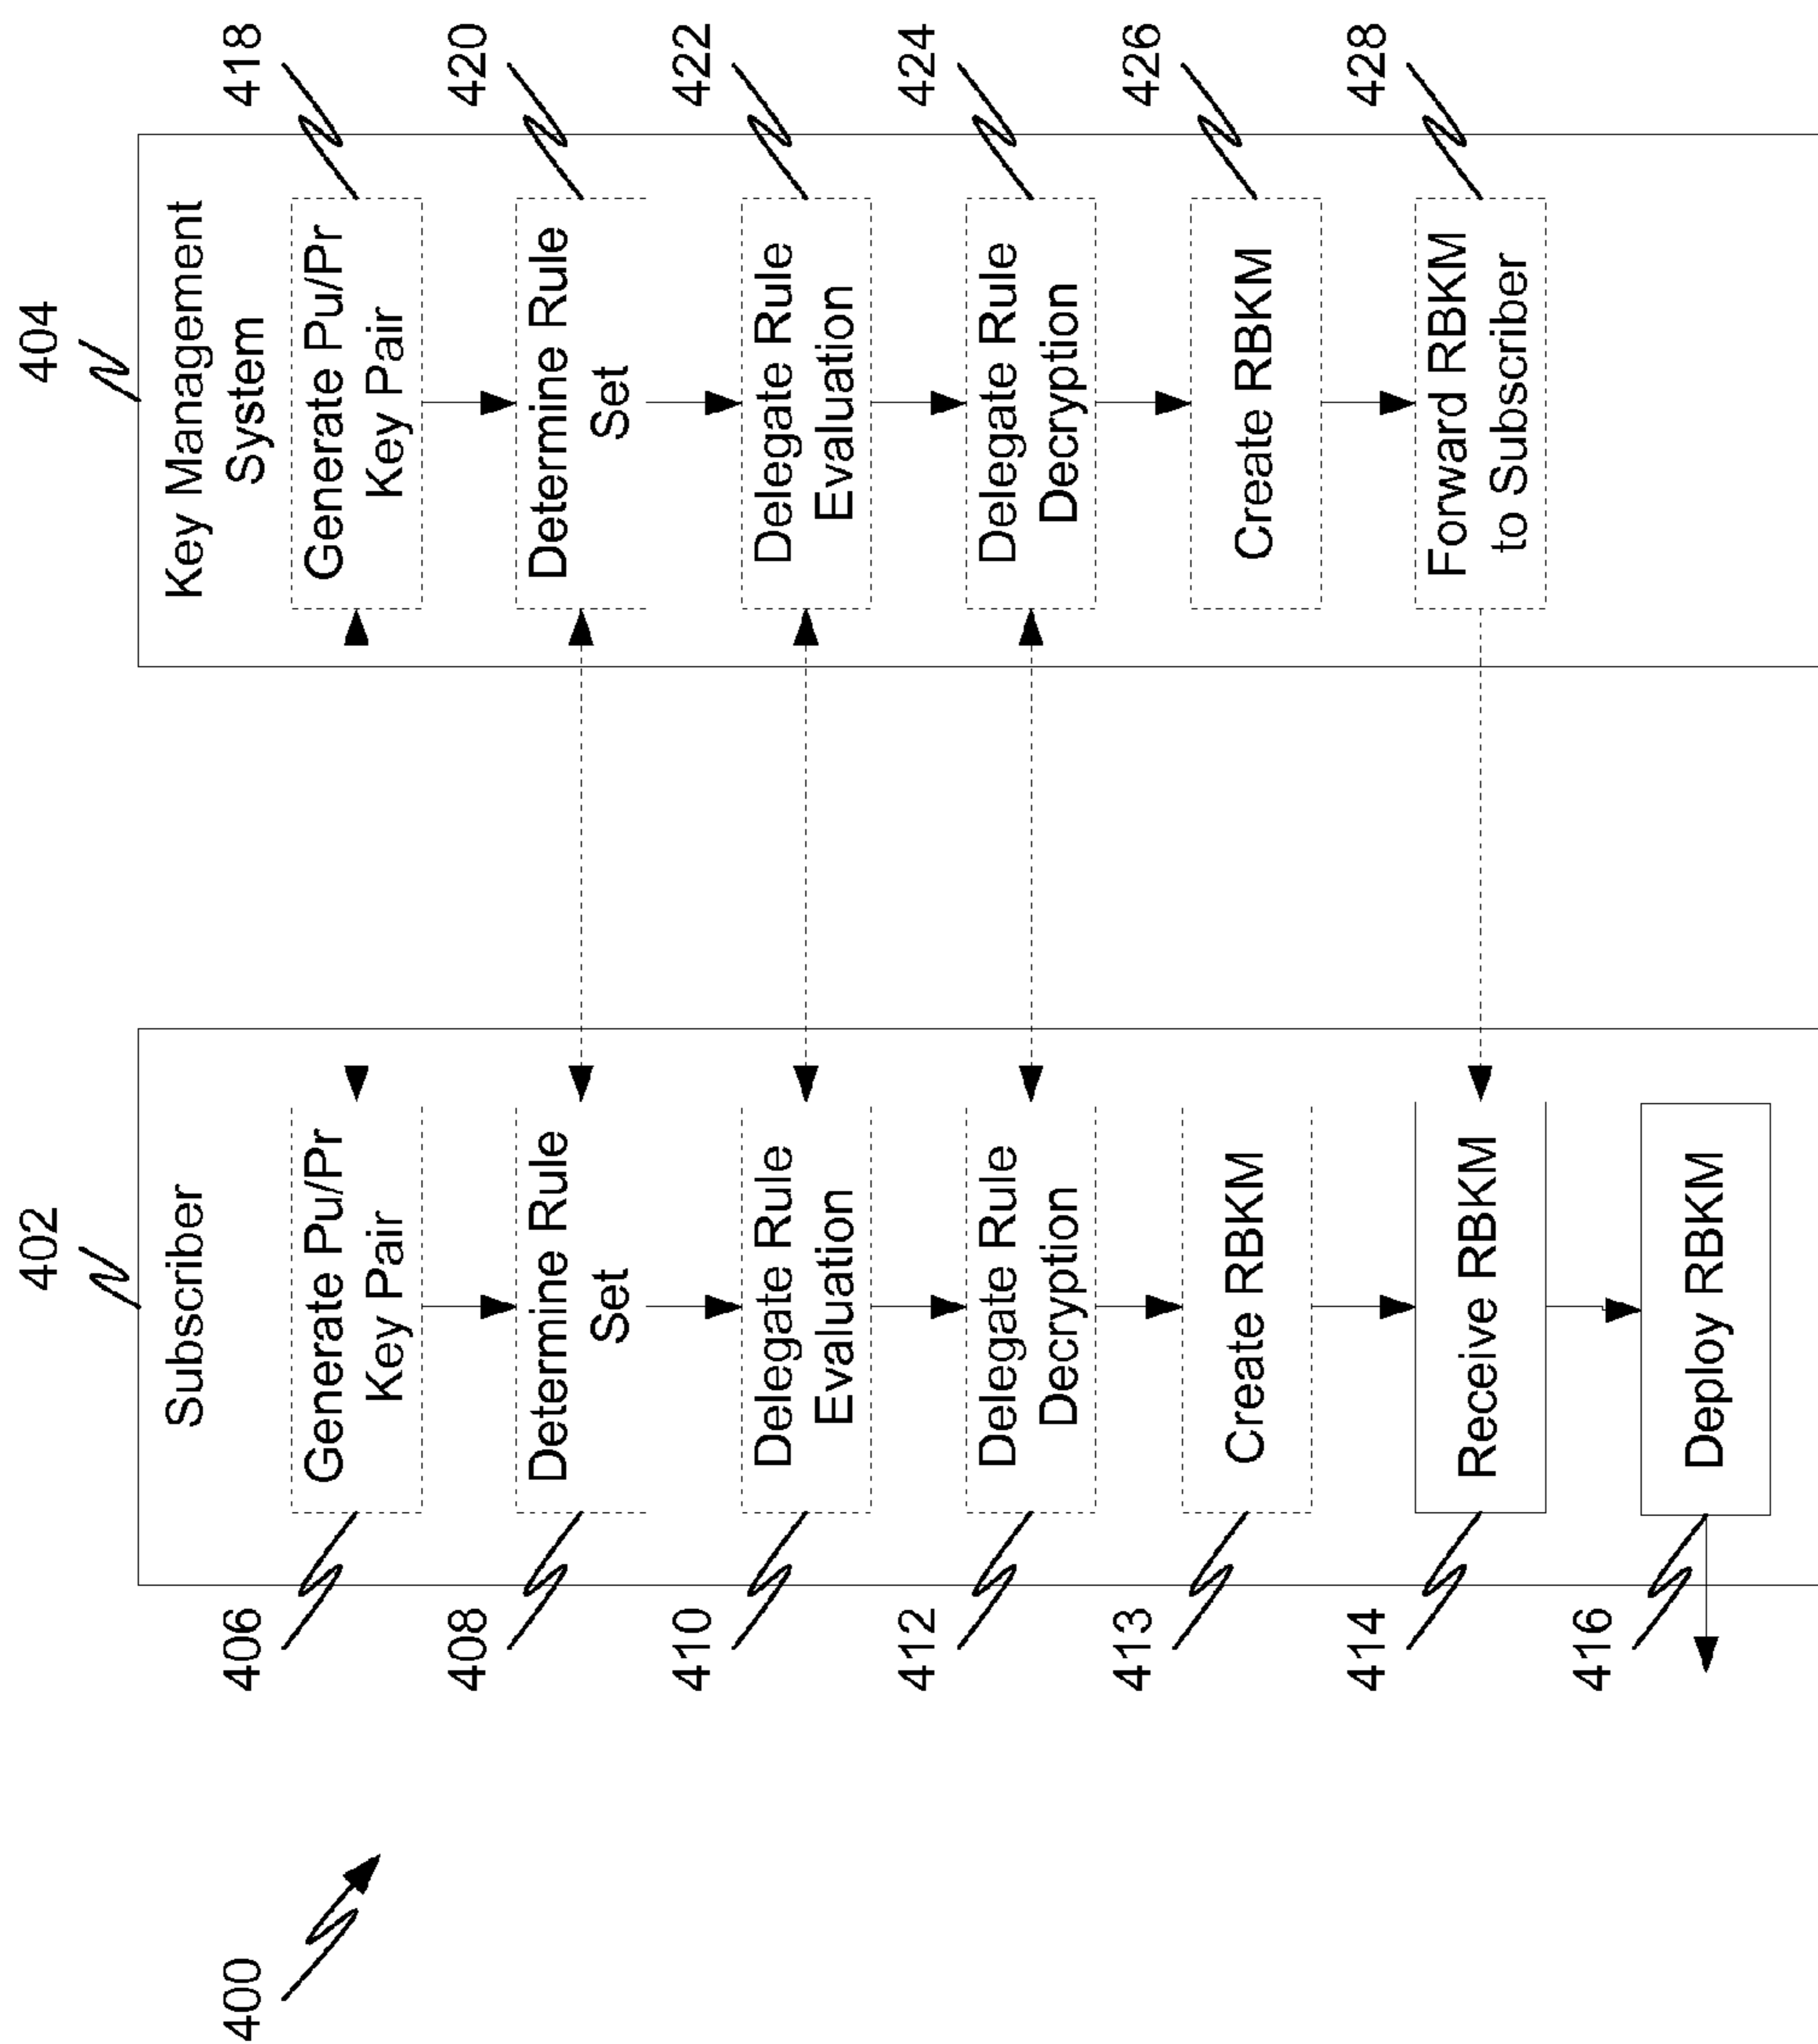 400
402
404
Subscriber
Key Management
System
406
Generate Pu/Pr
Key Pair
Generate Pu/Pr
Key Pair
418
408
Determine Rule
Set
Determine Rule
Set
420
410
Delegate Rule
Evaluation
Delegate Rule
Evaluation
422
412
Delegate Rule
Decryption
Delegate Rule
Decryption
424
413
Create RBKM
Create RBKM
426
414
Receive RBKM
Forward RBKM
to Subscriber
428
416
Deploy RBKM